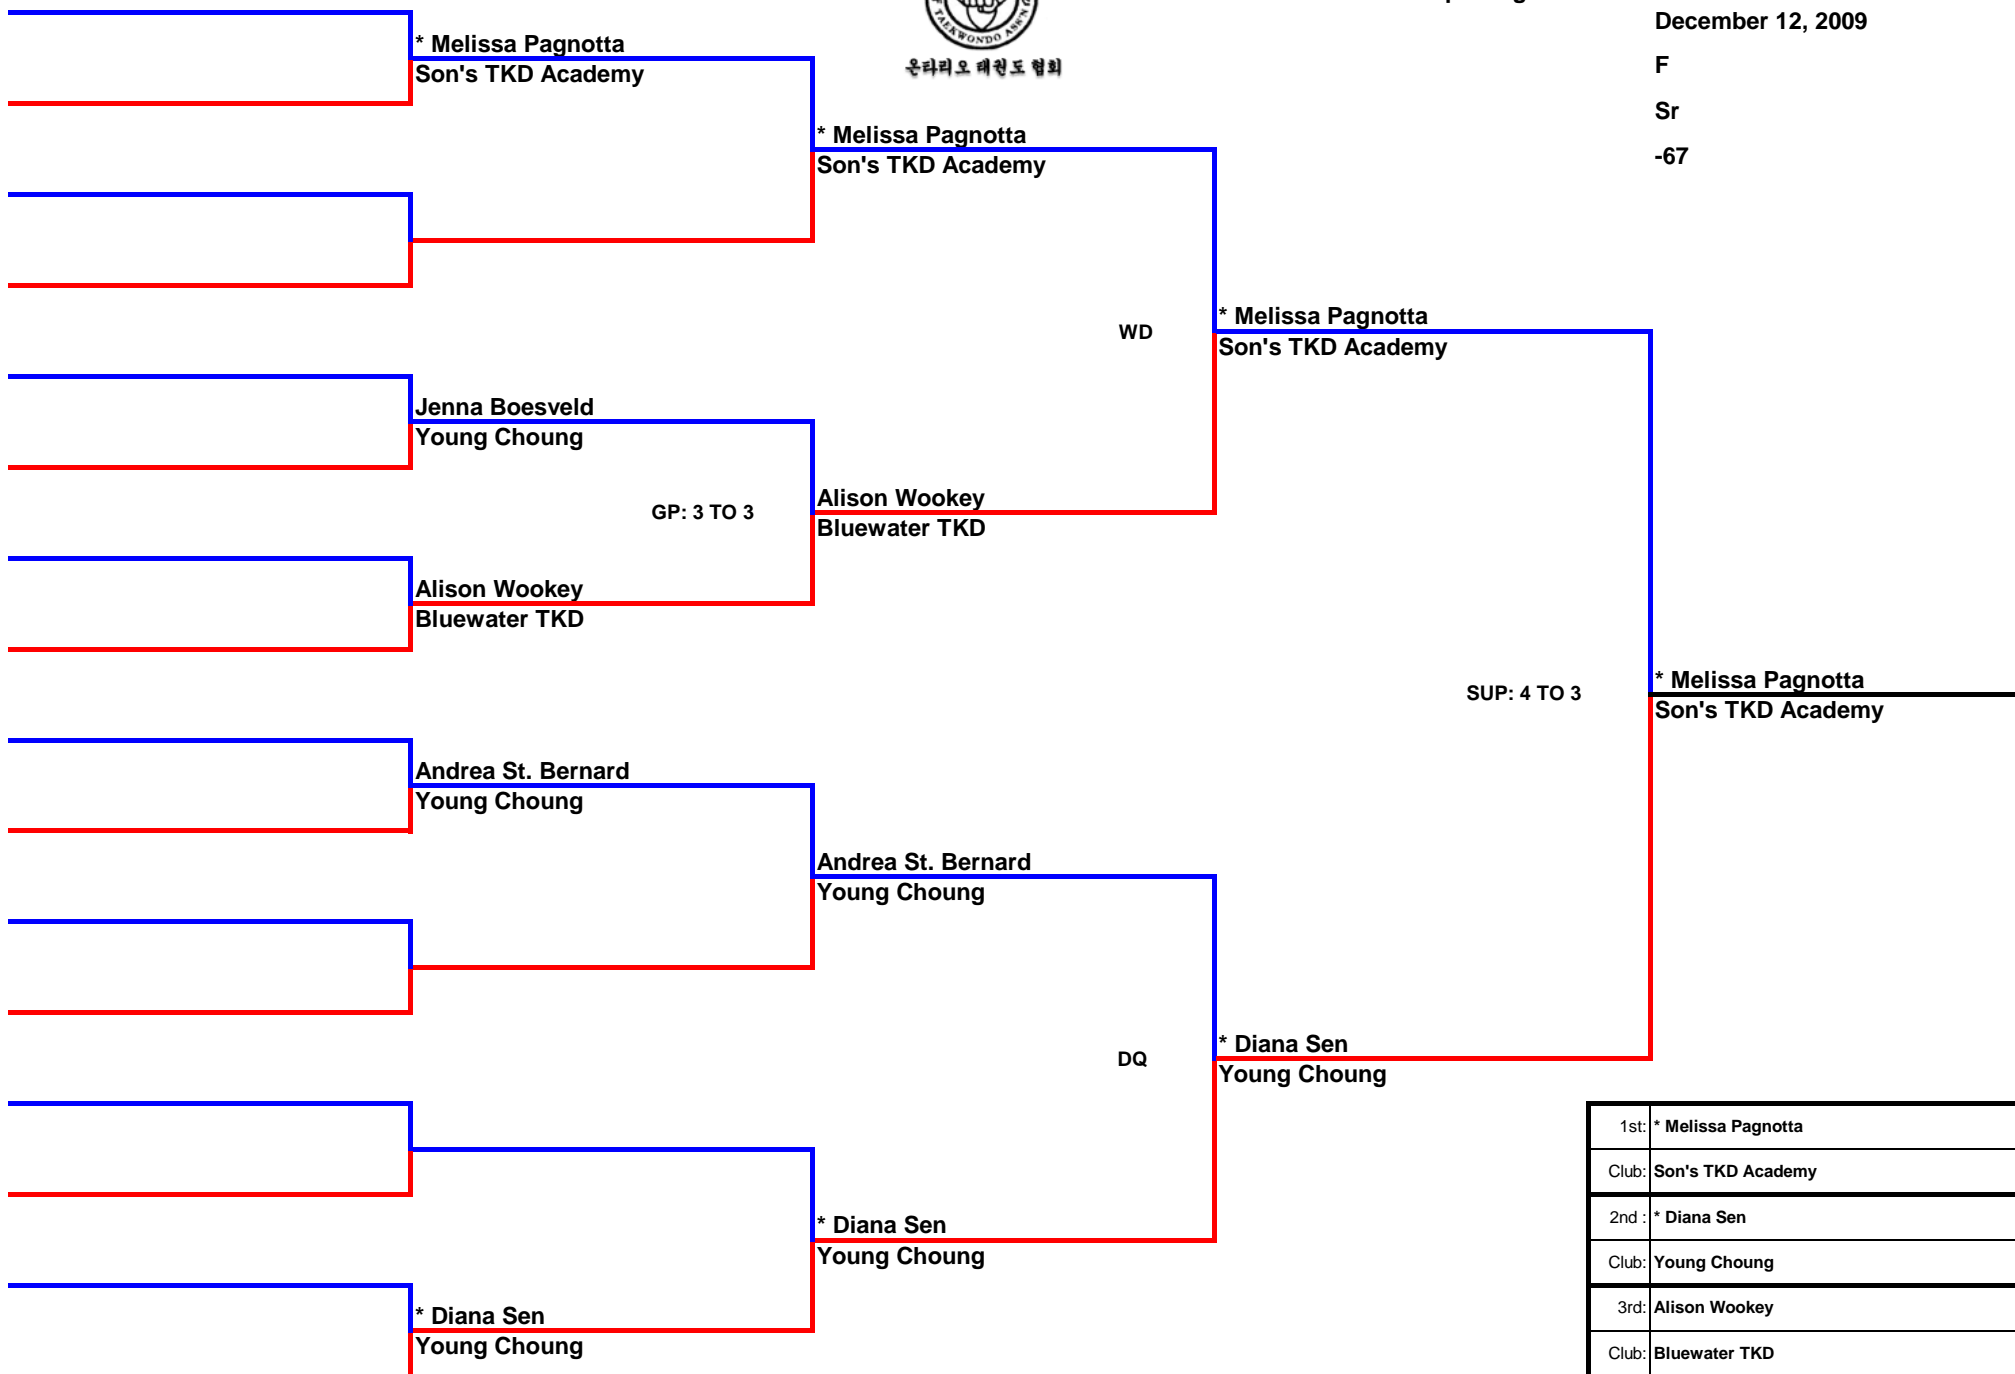 TAEKWONDO ASS'N
온타리오 태권도 협회
December 12, 2009
F
Sr
-67
* Melissa Pagnotta
Son's TKD Academy
* Melissa Pagnotta
Son's TKD Academy
WD
* Melissa Pagnotta
Son's TKD Academy
Jenna Boesveld
Young Choung
GP: 3 TO 3
Alison Wookey
Bluewater TKD
Alison Wookey
Bluewater TKD
SUP: 4 TO 3
* Melissa Pagnotta
Son's TKD Academy
Andrea St. Bernard
Young Choung
Andrea St. Bernard
Young Choung
DQ
* Diana Sen
Young Choung
* Diana Sen
Young Choung
* Diana Sen
Young Choung
1st: * Melissa Pagnotta
Club: Son's TKD Academy
2nd : * Diana Sen
Club: Young Choung
3rd: Alison Wookey
Club: Bluewater TKD